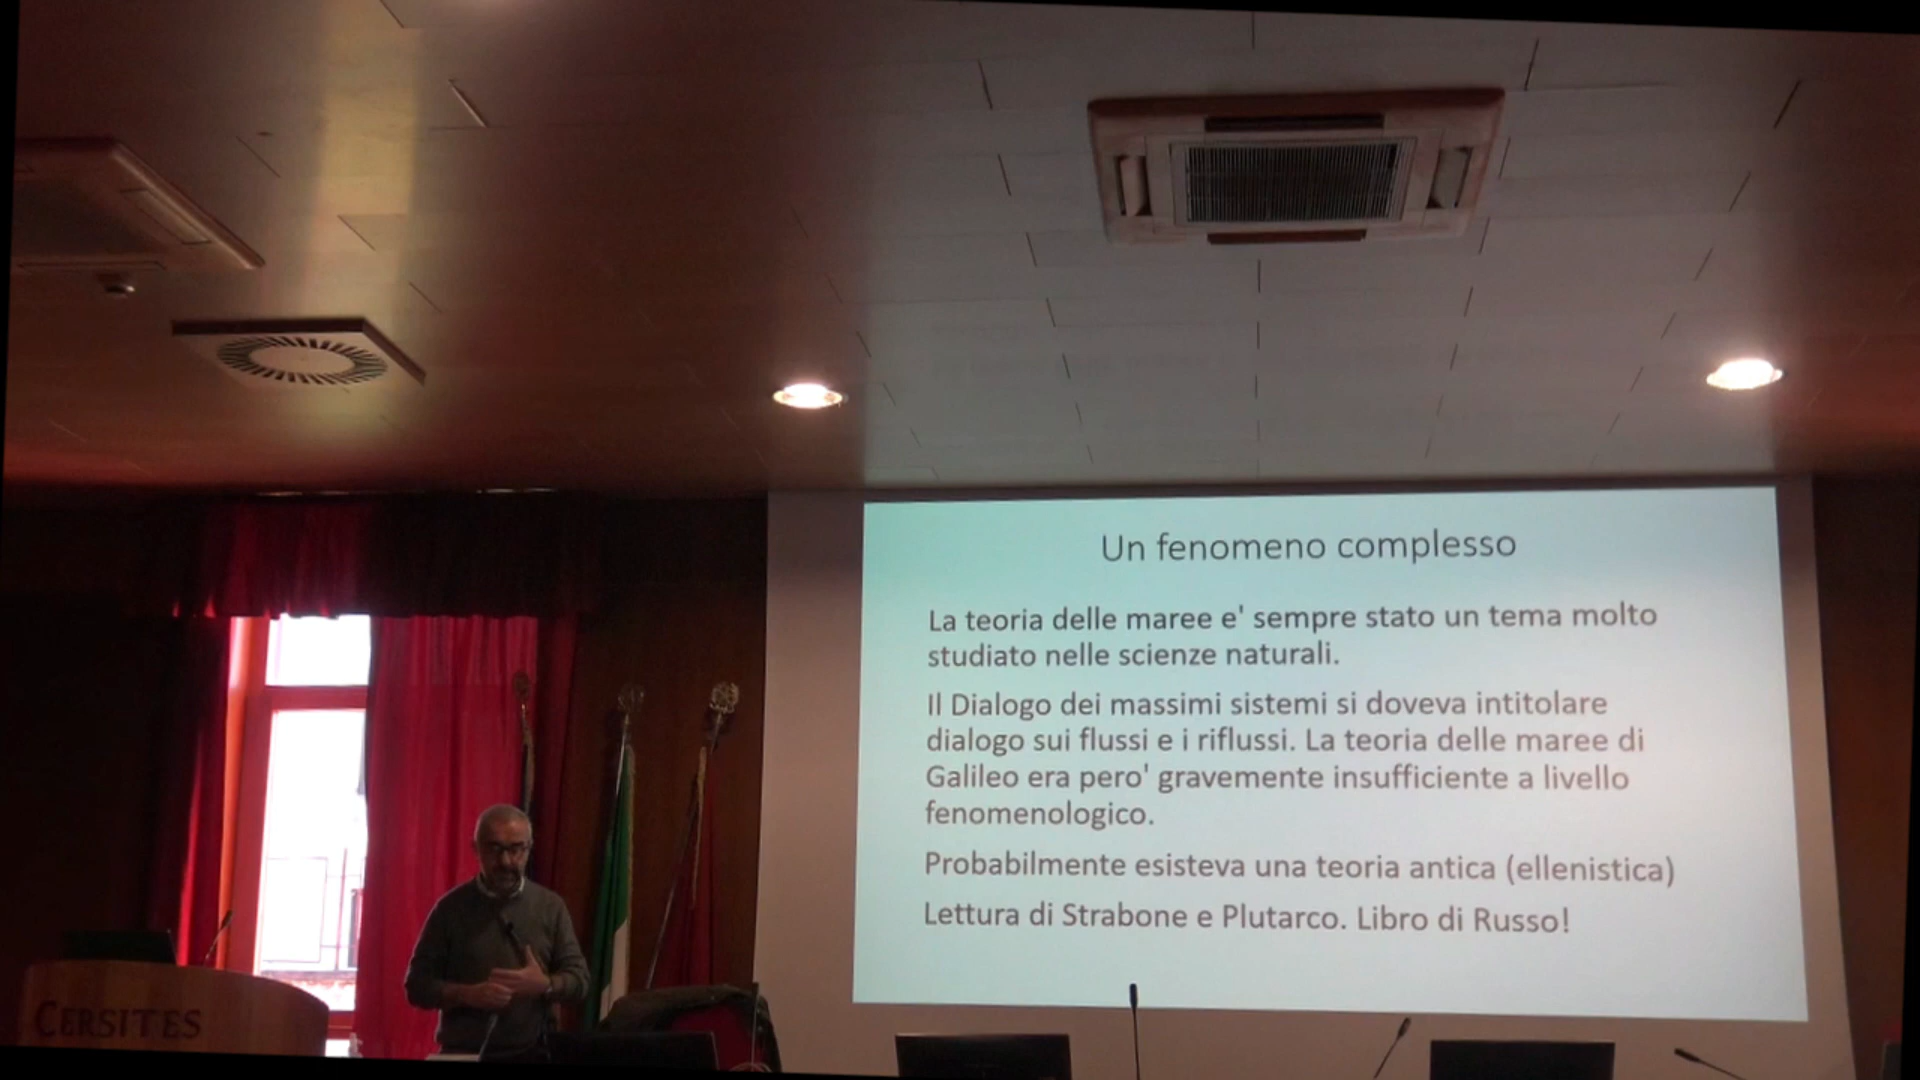 Un fenomeno complesso
La teoria delle maree e' sempre stato un tema molto
studiato nelle scienze naturali.
Il Dialogo dei massimi sistemi si doveva intitolare
dialogo sui flussi e i riflussi. La teoria delle maree di
Galileo era pero' gravemente insufficiente a livello
fenomenologico.
Probabilmente esisteva una teoria antica (ellenistica)
Lettura di Strabone e Plutarco. Libro di Russo!
CERSITES